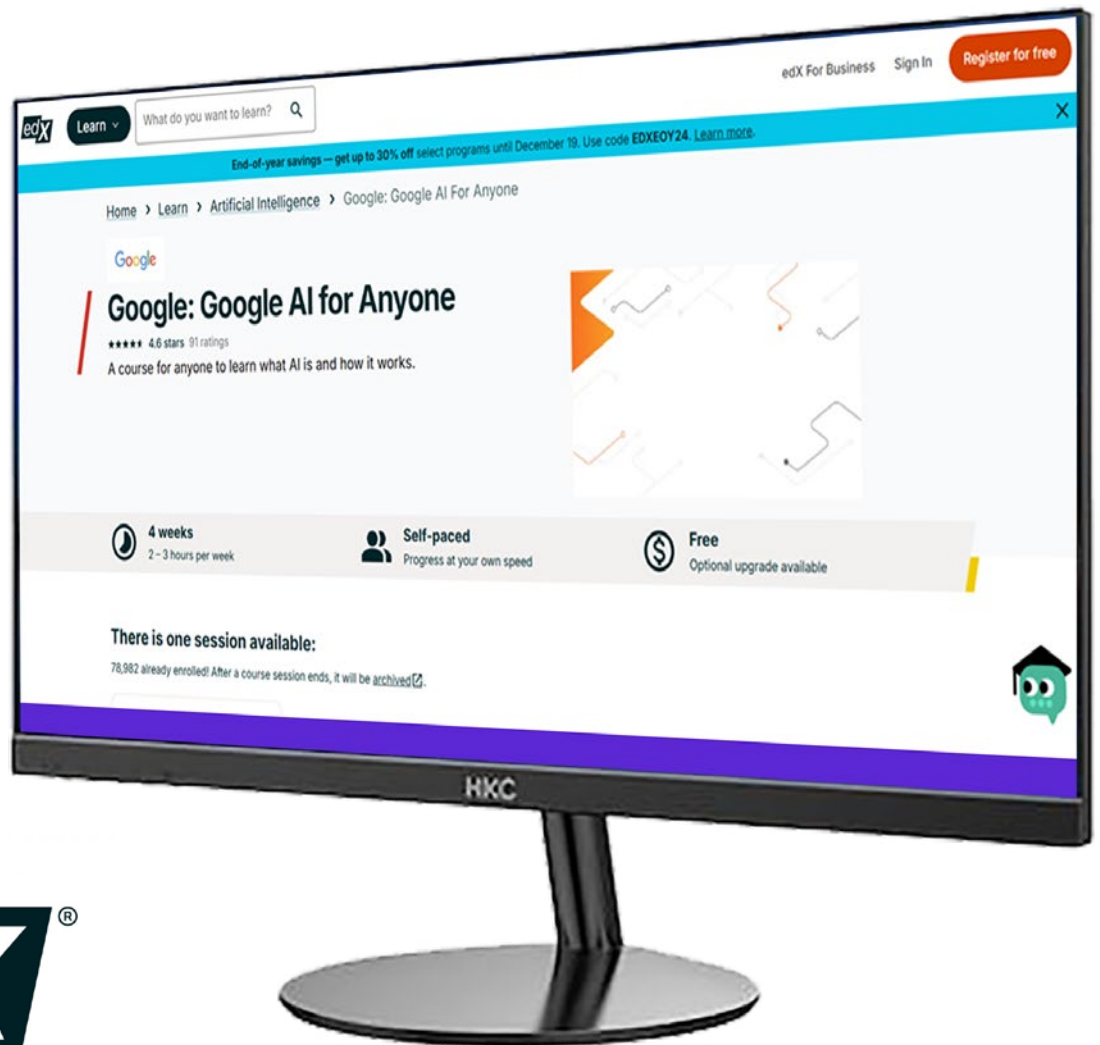 edX
Learn
What do you want to learn?
edX For Business
Sign In
Register for free
End-of-year savings — get up to 30% off select programs until December 19. Use code EDXEOY24. Learn more.
Home > Learn > Artificial Intelligence > Google: Google AI For Anyone
Google
Google: Google AI for Anyone
4.6 stars 91 ratings
A course for anyone to learn what AI is and how it works.
4 weeks
2 – 3 hours per week
Self-paced
Progress at your own speed
Free
Optional upgrade available
There is one session available:
78,982 already enrolled! After a course session ends, it will be archived.
HKC
X®